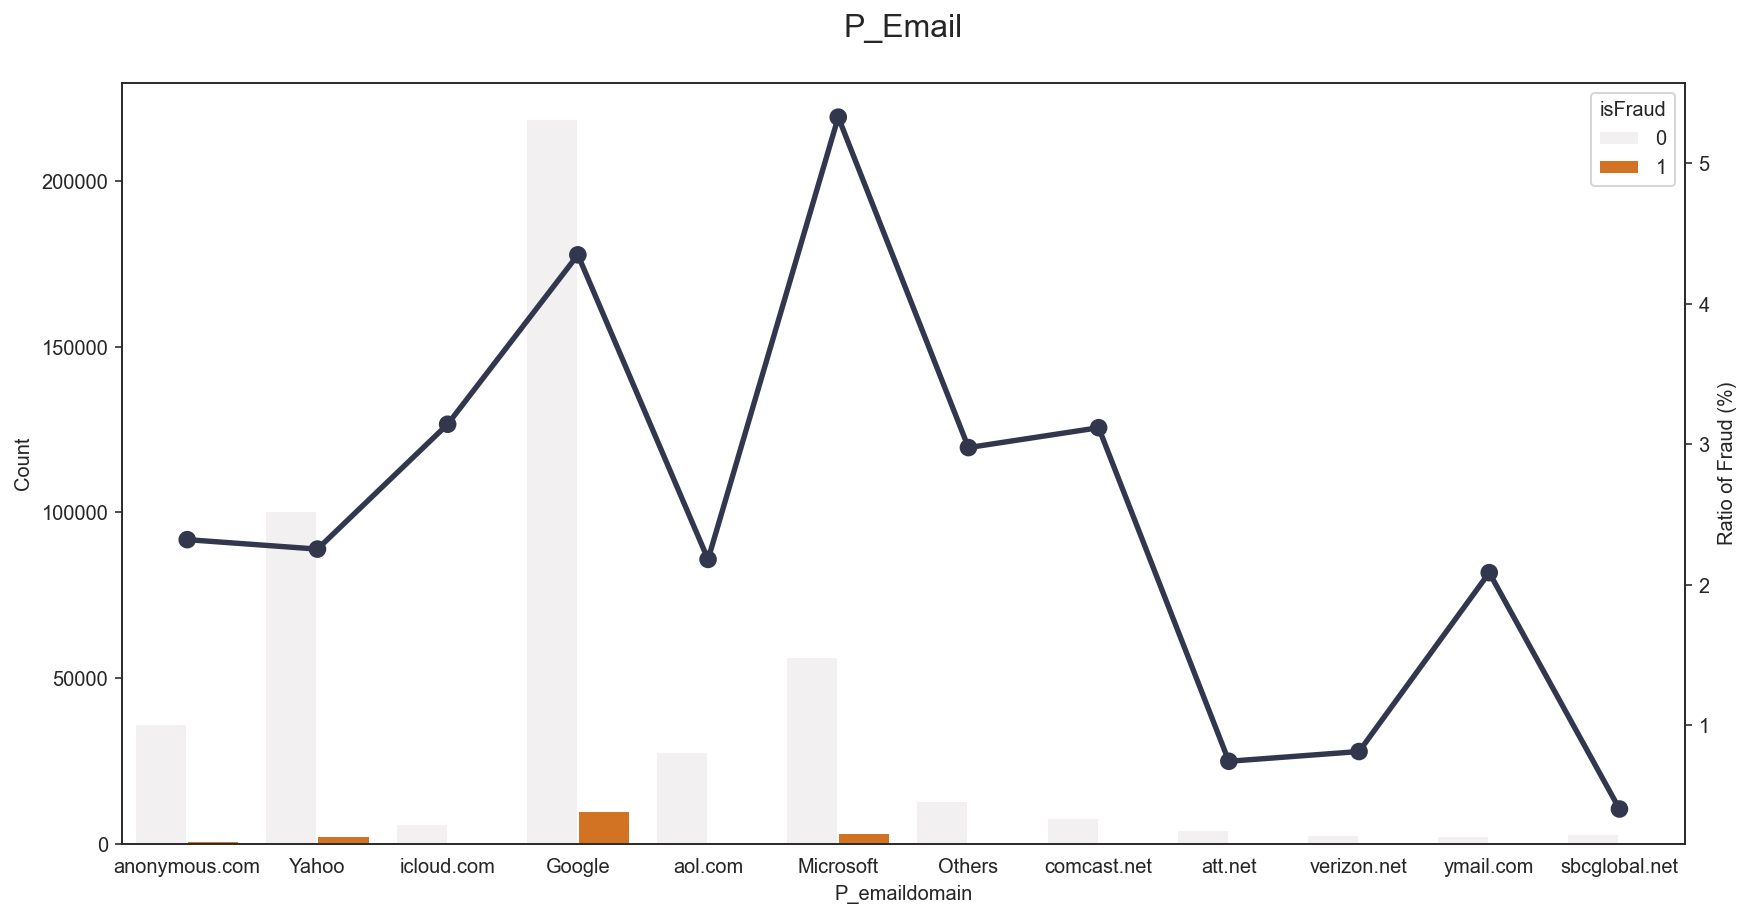 P_Email
isFraud
0
1
200000
150000
100000
50000
0
Count
5
4
3
2
1
Ratio of Fraud (%)
anonymous.com Yahoo icloud.com Google aol.com Microsoft Others comcast.net att.net verizon.net ymail.com sbcglobal.net
P_emaildomain